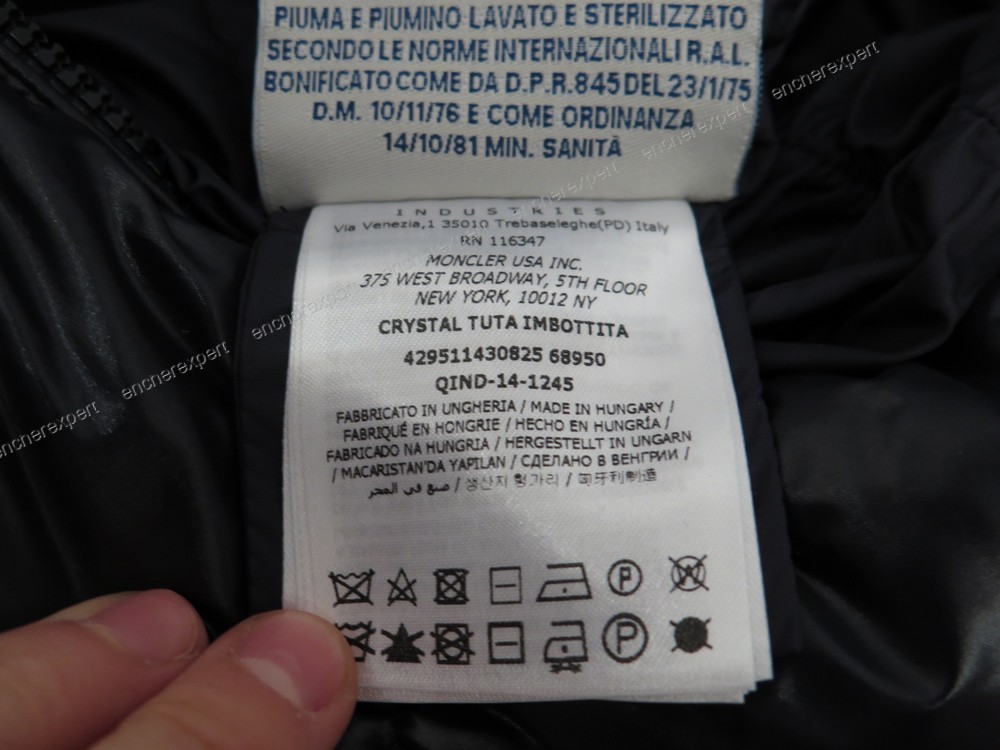 PIUMA E PIUMINO LAVATO E STERILIZZATO
SECONDO LE NORME INTERNAZIONALI R.A.L.
BONIFICATO COME DA D.P.R.845 DEL 23/1/75
D.M. 10/11/76 E COME ORDINANZA
14/10/81 MIN. SANITÀ
INDUSTRIES
Via Venezia,1 35010 Trebaseleghe(PD) Italy
RN 116347
MONCLER USA INC.
375 WEST BROADWAY, 5TH FLOOR
NEW YORK, 10012 NY
CRYSTAL TUTA IMBOTTITA
429511430825 68950
QIND-14-1245
FABBRICATO IN UNGHERIA / MADE IN HUNGARY /
FABRIQUÉ EN HONGRIE / HECHO EN HUNGRÍA /
FABRICADO NA HUNGRIA / HERGESTELLT IN UNGARN
/ MACARISTAN'DA YAPILAN / СДЕЛАНО В ВЕНГРИИ /
صنع في المجر / 생산지 헝가리 / 匈牙利制造
P W
P
encherexpert encherexpert encherexpert encherexpert encherexpert encherexpert encherexpert encherexpert